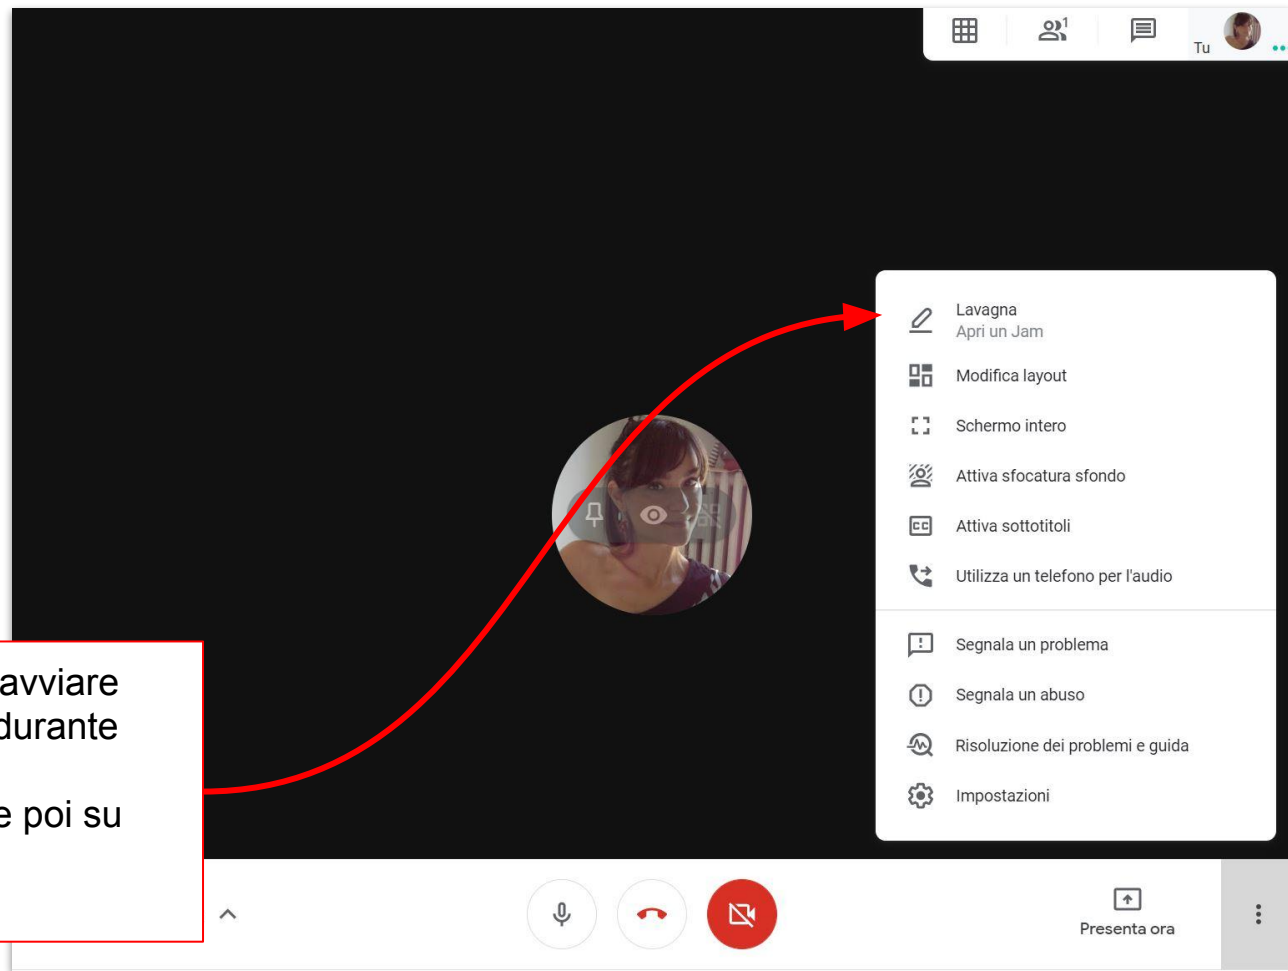 1
Tu
Lavagna
Apri un Jam
Modifica layout
Schermo intero
Attiva sfocatura sfondo
Attiva sottotitoli
Utilizza un telefono per l'audio
Segnala un problema
Segnala un abuso
Risoluzione dei problemi e guida
Impostazioni
avviare
durante
e poi su
Presenta ora